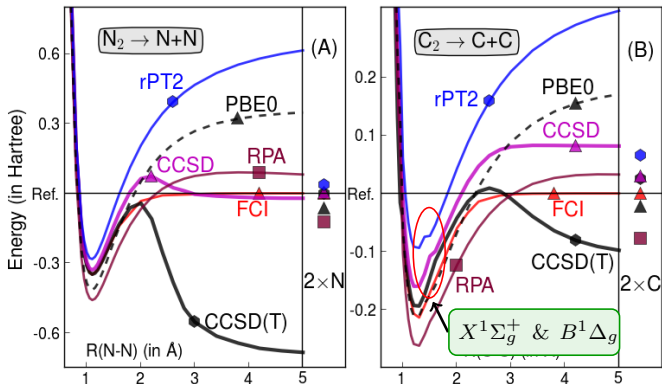 N₂ → N+N
(A)
0.6
rPT2
PBE0
0.3
CCSD
RPA
Ref.
FCI
-0.3
2×N
CCSD(T)
-0.6
R(N-N) (in Å)
1 2 3 4 5
Energy (in Hartree)
C₂ → C+C
(B)
0.2
rPT2
PBE0
0.1
CCSD
Ref.
FCI
-0.1
CCSD(T)
RPA
2×C
-0.2
X¹Σg⁺ & B¹Δg
1 2 3 4 5